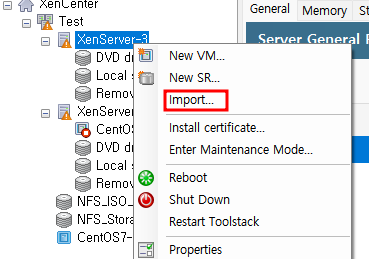 XenCenter
Test
XenServer-3
DVD dr
Local s
Remov
XenServer
CentOS
DVD dr
Local s
Remov
NFS_ISO_
NFS_Stora
CentOS7-
New VM...
New SR...
Import...
Install certificate...
Enter Maintenance Mode...
Reboot
Shut Down
Restart Toolstack
Properties
General
Memory
St
Server General P